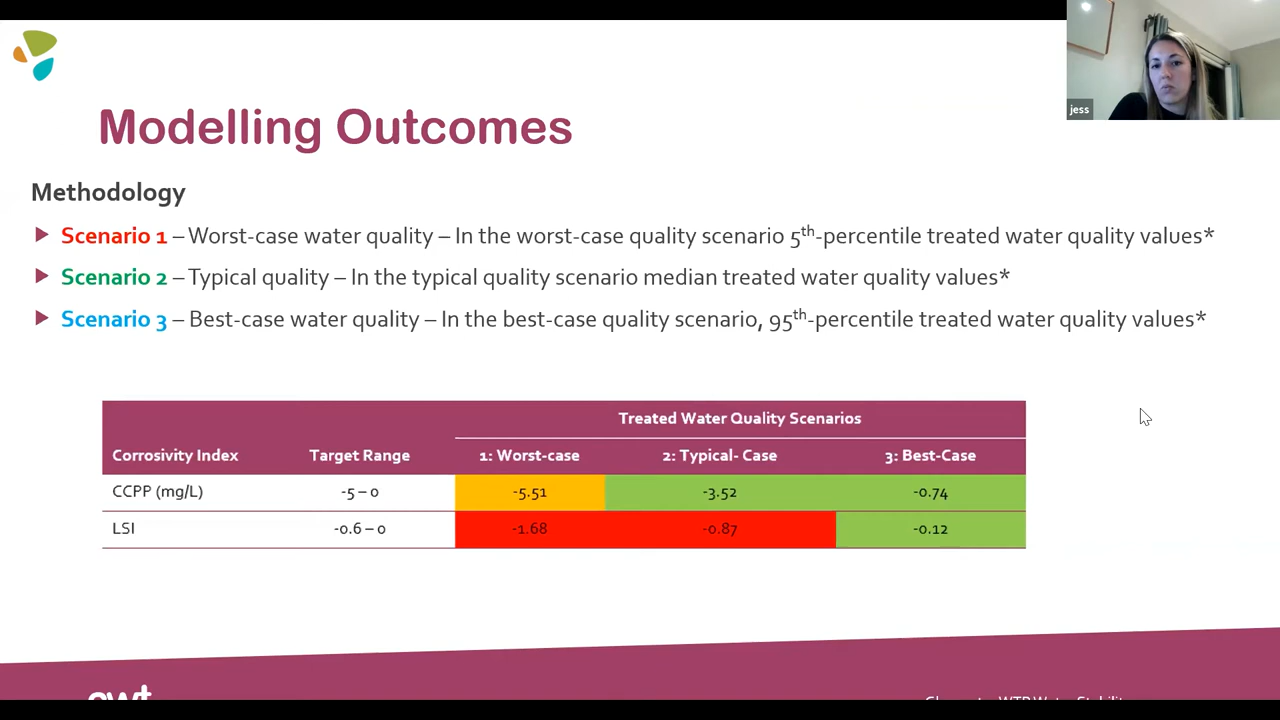 jess
Modelling Outcomes
Methodology
Scenario 1 – Worst-case water quality – In the worst-case quality scenario 5th-percentile treated water quality values*
Scenario 2 – Typical quality – In the typical quality scenario median treated water quality values*
Scenario 3 – Best-case water quality – In the best-case quality scenario, 95th-percentile treated water quality values*
Treated Water Quality Scenarios
Corrosivity Index Target Range 1: Worst-case 2: Typical- Case 3: Best-Case
CCPP (mg/L) -5 – 0 -5.51 -3.52 -0.74
LSI -0.6 – 0 -1.68 -0.87 -0.12
WTP Water